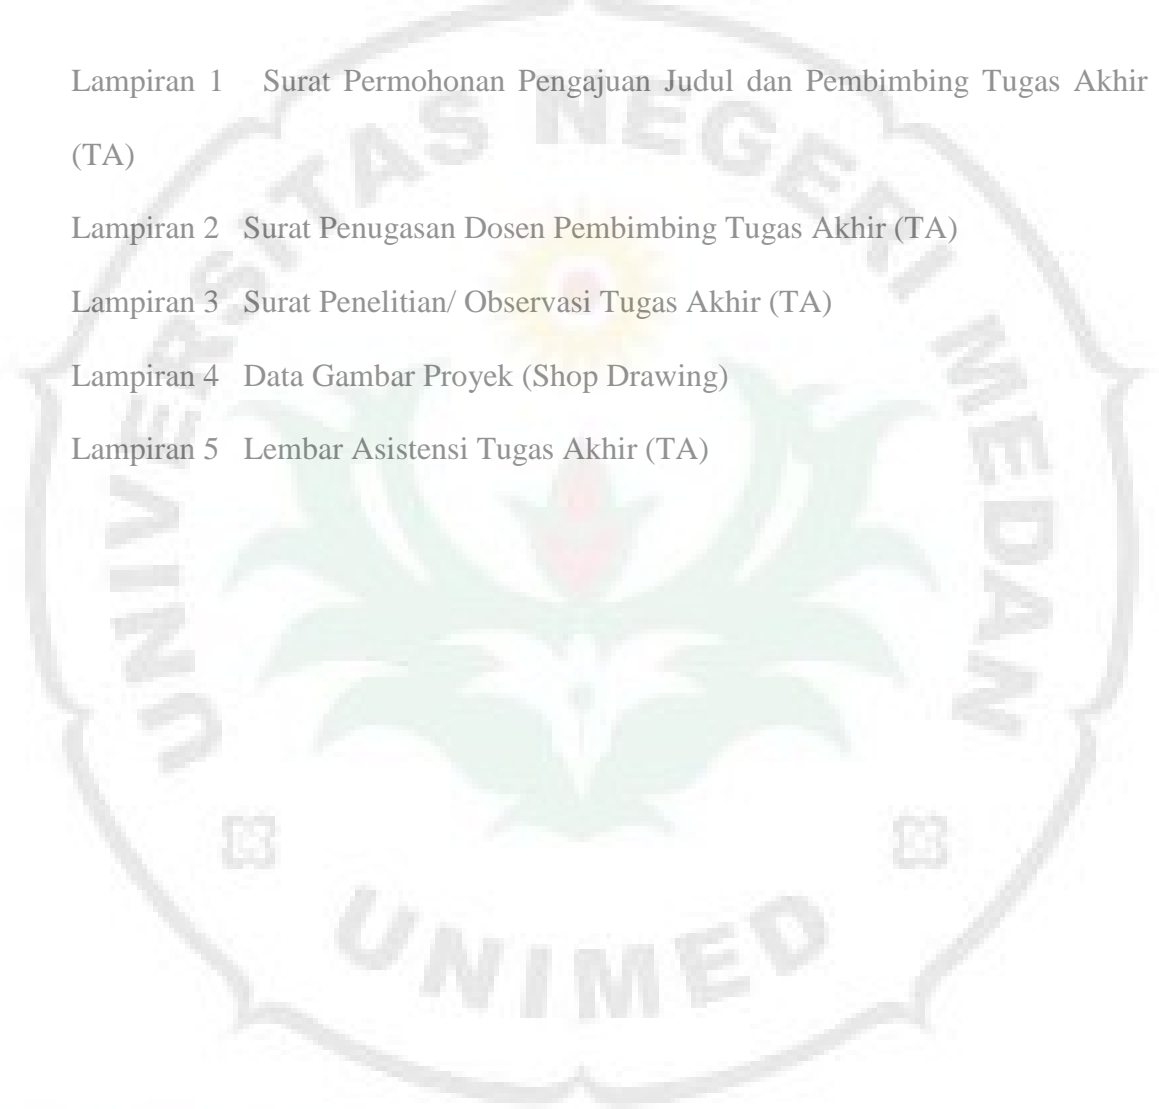 Lampiran 1 Surat Permohonan Pengajuan Judul dan Pembimbing Tugas Akhir
(TA)
Lampiran 2 Surat Penugasan Dosen Pembimbing Tugas Akhir (TA)
Lampiran 3 Surat Penelitian/ Observasi Tugas Akhir (TA)
Lampiran 4 Data Gambar Proyek (Shop Drawing)
Lampiran 5 Lembar Asistensi Tugas Akhir (TA)
UNIVERSITAS NEGERI MEDAN
UNIMED